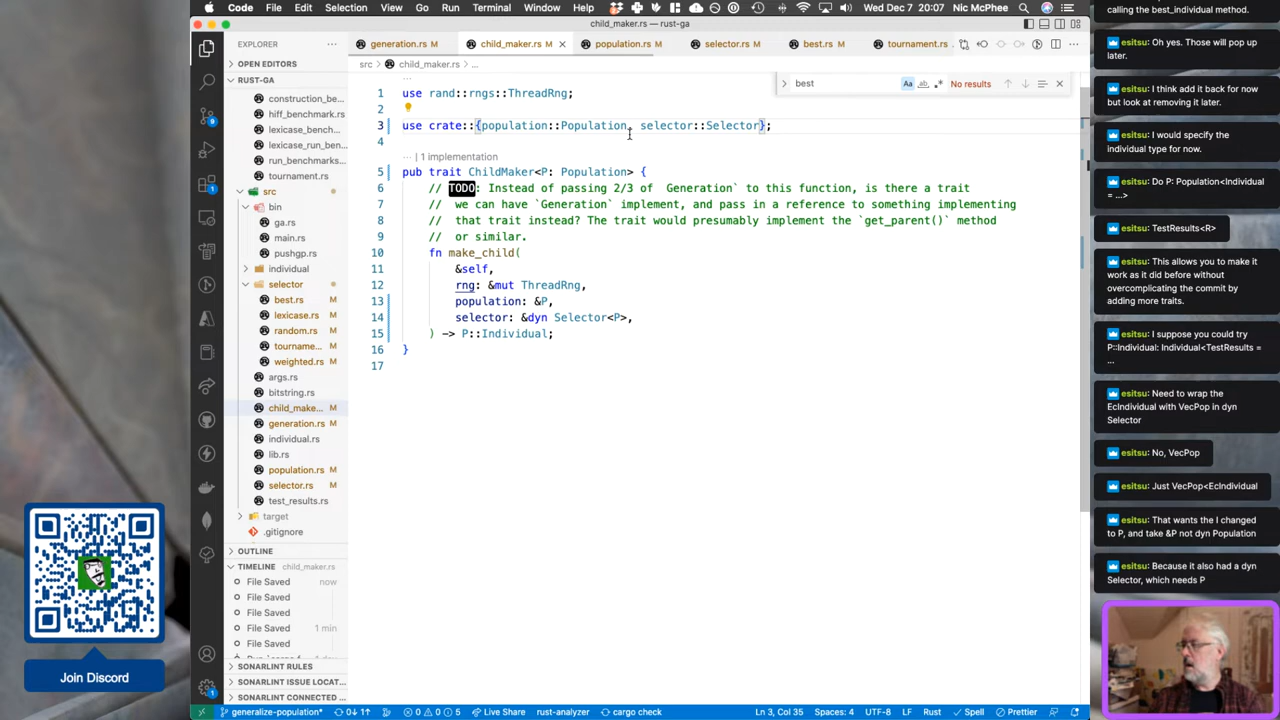 Code File Edit Selection View Go Run Terminal Window Help
Wed Dec 7 07:07 Nic McPhee
child_maker.rs — rust-ga
EXPLORER
generation.rs M
child_maker.rs M
population.rs M
selector.rs M
best.rs M
tournament.rs M
OPEN EDITORS
RUST-GA
construction_be...
hiff_benchmark.rs
lexicase_bench...
lexicase_run_ben...
run_benchmarks...
tournament.rs
src
bin
ga.rs
main.rs
pushgp.rs
individual
selector
best.rs M
lexicase.rs M
random.rs M
tourname... M
weighted.rs M
args.rs
bitstring.rs
child_make... M
generation.rs M
individual.rs
lib.rs
population.rs M
selector.rs M
test_results.rs
target
.gitignore
OUTLINE
TIMELINE child_maker.rs
File Saved now
File Saved
File Saved
File Saved 1 min
File Saved
SONARLINT RULES
SONARLINT ISSUE LOCAT...
SONARLINT CONNECTED ...
src > child_maker.rs > ...
best
Aa
ab
No results
1 use rand::rngs::ThreadRng;
2
3 use crate::{population::Population, selector::Selector};
4
1 implementation
5 pub trait ChildMaker<P: Population> {
6 // TODO: Instead of passing 2/3 of `Generation` to this function, is there a trait
7 // we can have `Generation` implement, and pass in a reference to something implementing
8 // that trait instead? The trait would presumably implement the `get_parent()` method
9 // or similar.
10 fn make_child(
11 &self,
12 rng: &mut ThreadRng,
13 population: &P,
14 selector: &dyn Selector<P>,
15 ) -> P::Individual;
16 }
17
calling the best_individual method.
esitsu: Oh yes. Those will pop up
later.
esitsu: I think add it back for now
but look at removing it later.
esitsu: I would specify the
individual type for now.
esitsu: Do P: Population<Individual
= ...>
esitsu: TestResults<R>
esitsu: This allows you to make it
work as it did before without
overcomplicating the commit by
adding more traits.
esitsu: I suppose you could try
P::Individual: Individual<TestResults =
...
esitsu: Need to wrap the
EcIndividual with VecPop in dyn
Selector
esitsu: No, VecPop
esitsu: Just VecPop<EcIndividual
esitsu: That wants the I changed
to P, and take &P not dyn Population
esitsu: Because it also had a dyn
Selector, which needs P
Join Discord
generalize-population* 0↓ 1↑ 0 0 5 Live Share rust-analyzer cargo check
Ln 3, Col 35 Spaces: 4 UTF-8 LF Rust Spell Prettier